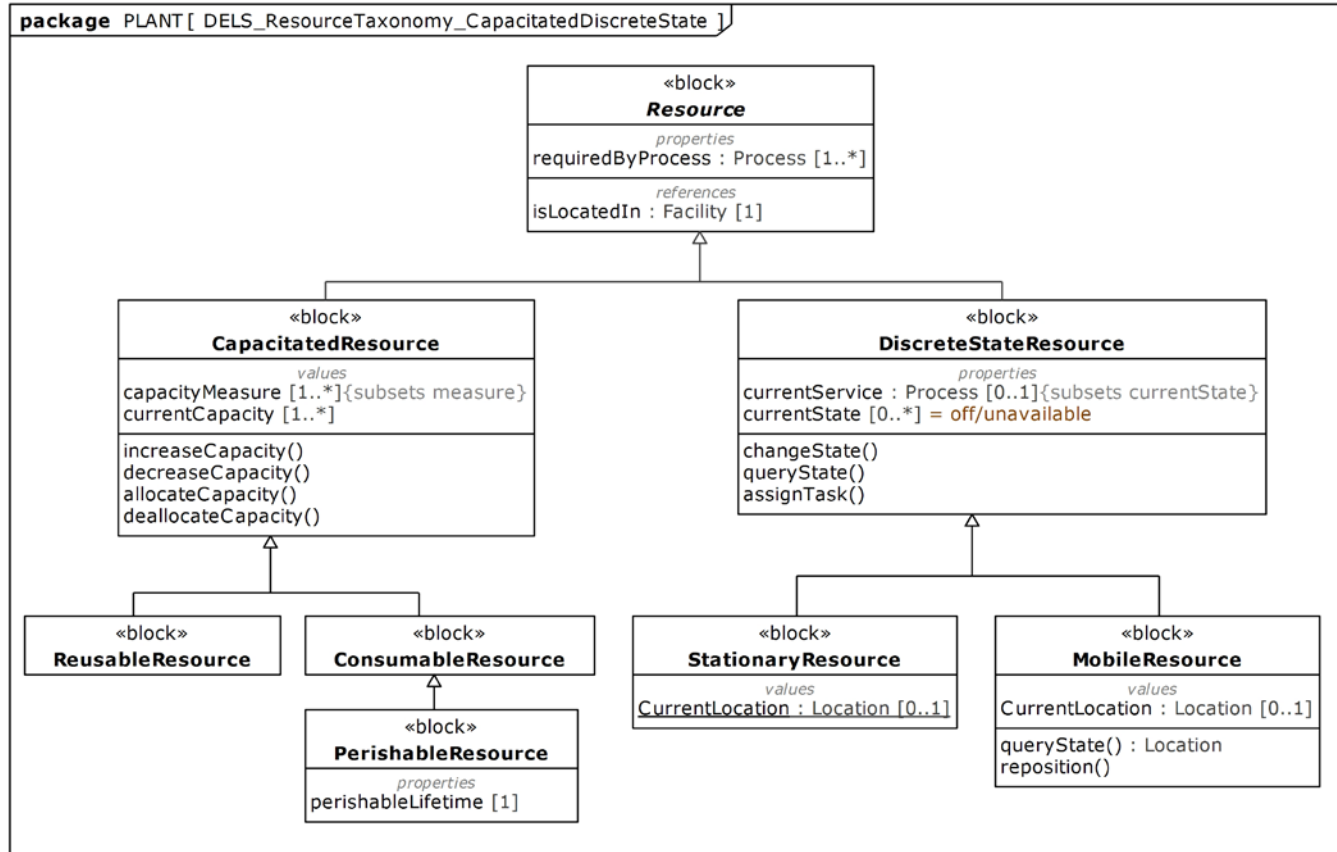 package PLANT [ DELS_ResourceTaxonomy_CapacitatedDiscreteState ]
«block»
Resource
properties
requiredByProcess : Process [1..*]
references
isLocatedIn : Facility [1]
«block»
CapacitatedResource
values
capacityMeasure [1..*]{subsets measure}
currentCapacity [1..*]
increaseCapacity()
decreaseCapacity()
allocateCapacity()
deallocateCapacity()
«block»
DiscreteStateResource
properties
currentService : Process [0..1]{subsets currentState}
currentState [0..*] = off/unavailable
changeState()
queryState()
assignTask()
«block»
ReusableResource
«block»
ConsumableResource
«block»
PerishableResource
properties
perishableLifetime [1]
«block»
StationaryResource
values
CurrentLocation : Location [0..1]
«block»
MobileResource
values
CurrentLocation : Location [0..1]
queryState() : Location
reposition()